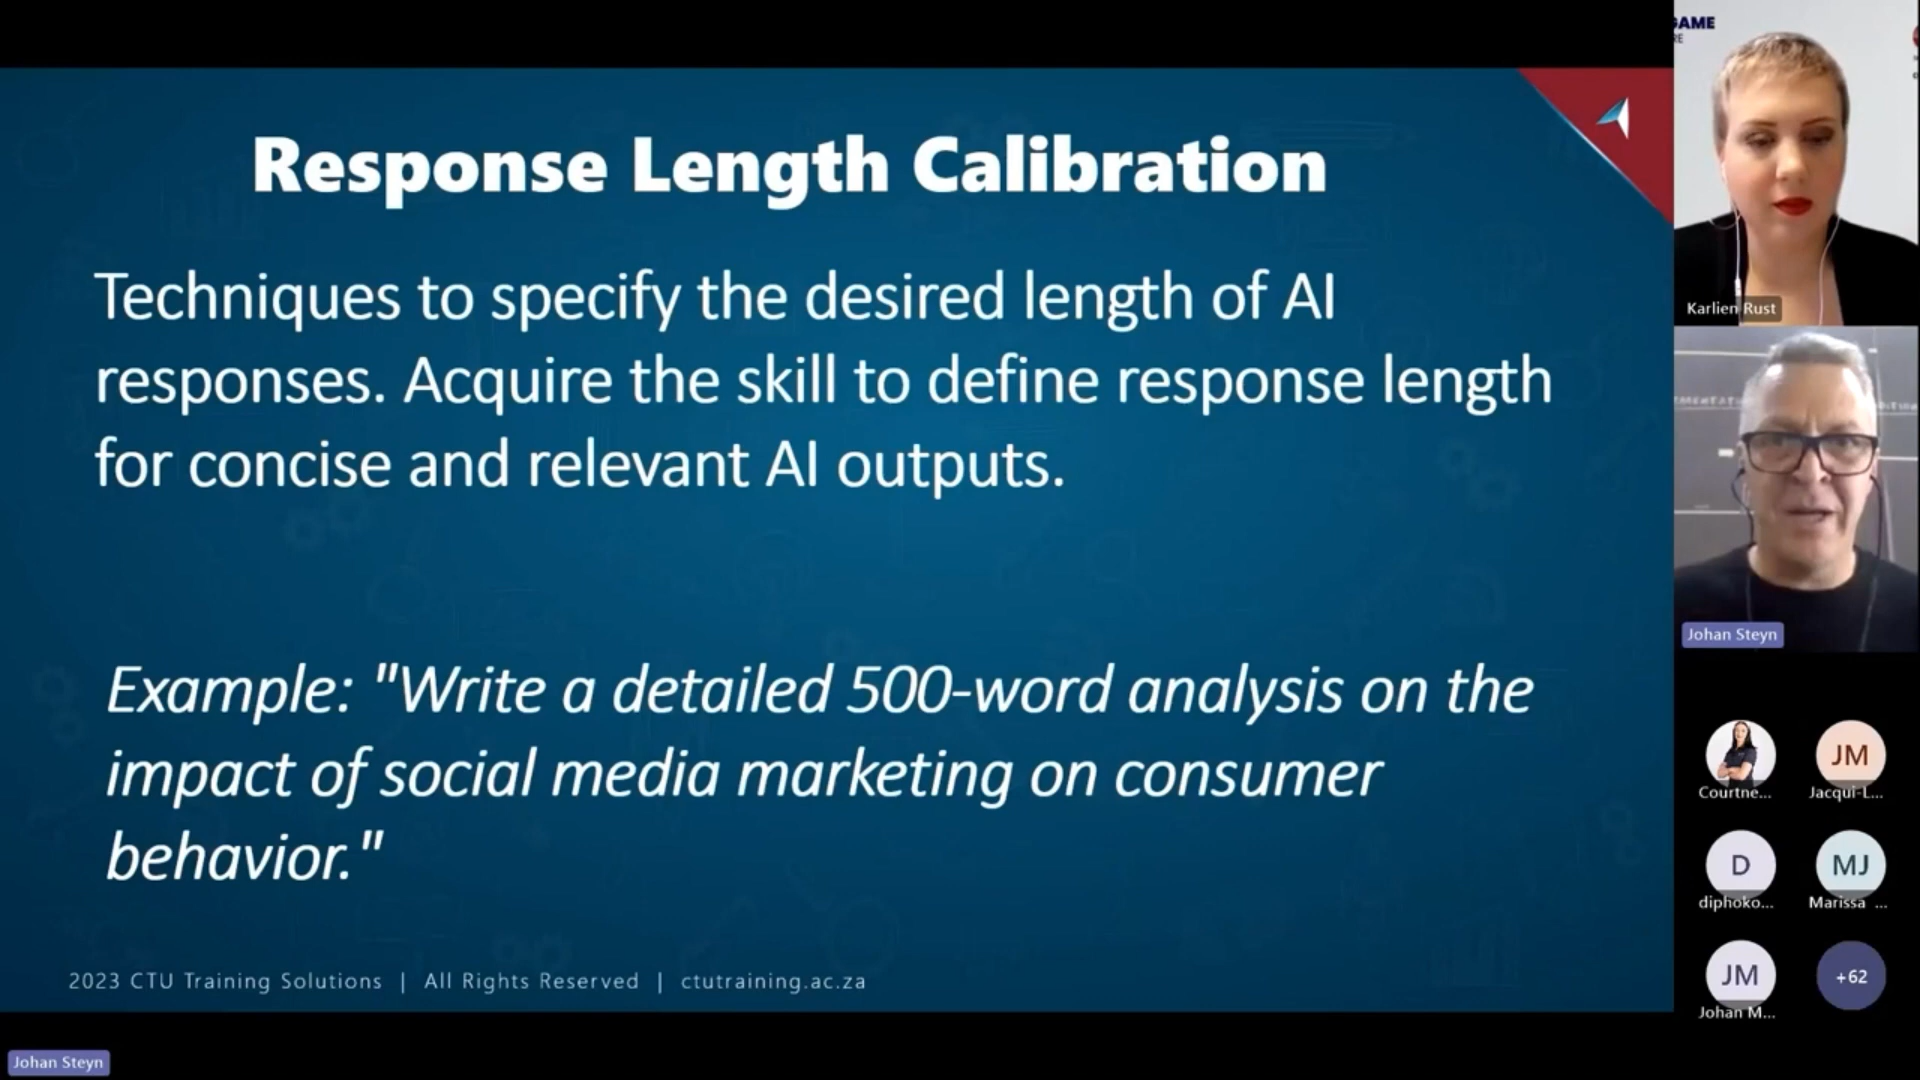 Response Length Calibration
Techniques to specify the desired length of AI
responses. Acquire the skill to define response length
for concise and relevant AI outputs.
Example: "Write a detailed 500-word analysis on the
impact of social media marketing on consumer
behavior."
2023 CTU Training Solutions | All Rights Reserved | ctutraining.ac.za
Johan Steyn
Karlien Rust
Johan Steyn
Courtne...
JM
Jacqui-L...
D
diphoko...
MJ
Marissa ...
JM
Johan M...
+62